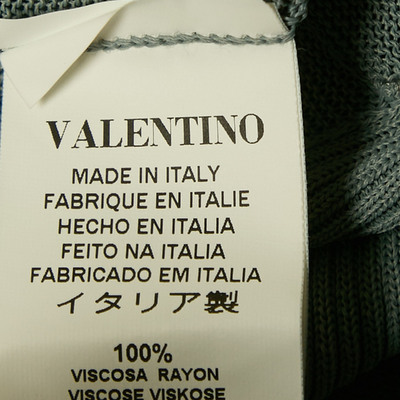 VALENTINO
MADE IN ITALY
FABRIQUE EN ITALIE
HECHO EN ITALIA
FEITO NA ITALIA
FABRICADO EM ITALIA
イタリア製
100%
VISCOSA RAYON
VISCOSE VISKOSE